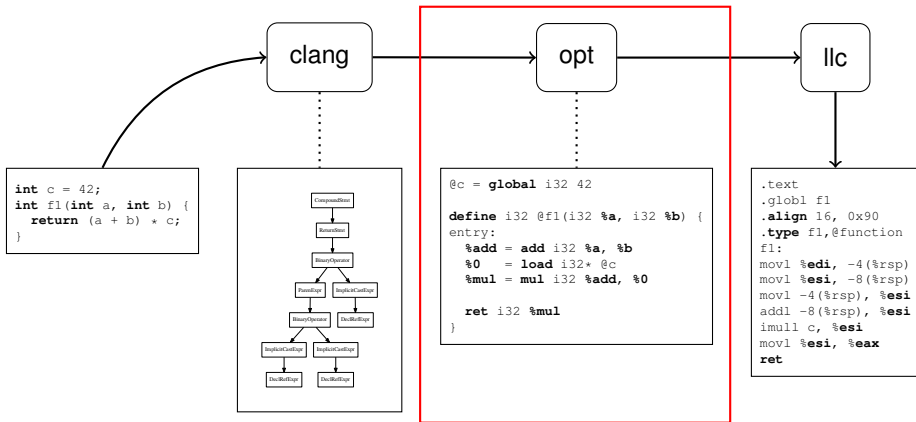 clang
opt
llc
int c = 42;
int f1(int a, int b) {
  return (a + b) * c;
}
CompoundStmt
ReturnStmt
BinaryOperator
ParenExpr
ImplicitCastExpr
BinaryOperator
DeclRefExpr
ImplicitCastExpr
ImplicitCastExpr
DeclRefExpr
DeclRefExpr
@c = global i32 42
define i32 @f1(i32 %a, i32 %b) {
entry:
  %add = add i32 %a, %b
  %0   = load i32* @c
  %mul = mul i32 %add, %0
  ret i32 %mul
}
.text
.globl f1
.align 16, 0x90
.type f1,@function
f1:
movl %edi, -4(%rsp)
movl %esi, -8(%rsp)
movl -4(%rsp), %esi
addl -8(%rsp), %esi
imull c, %esi
movl %esi, %eax
ret